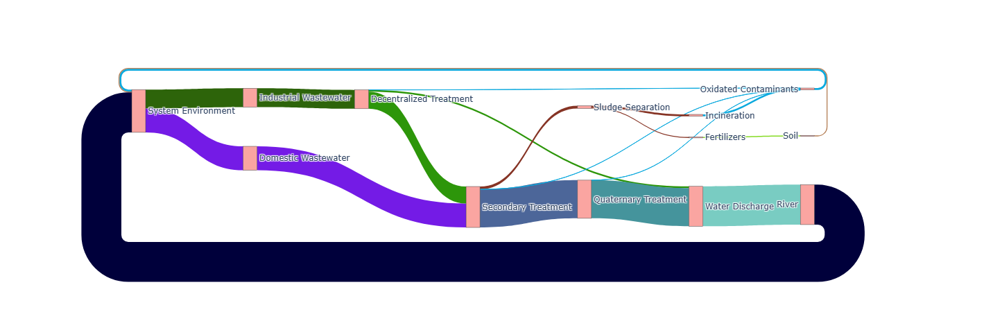 System Environment
Industrial Wastewater
Domestic Wastewater
Decentralized Treatment
Secondary Treatment
Sludge Separation
Quaternary Treatment
Oxidated Contaminants
Incineration
Fertilizers
Water Discharge
Soil
River